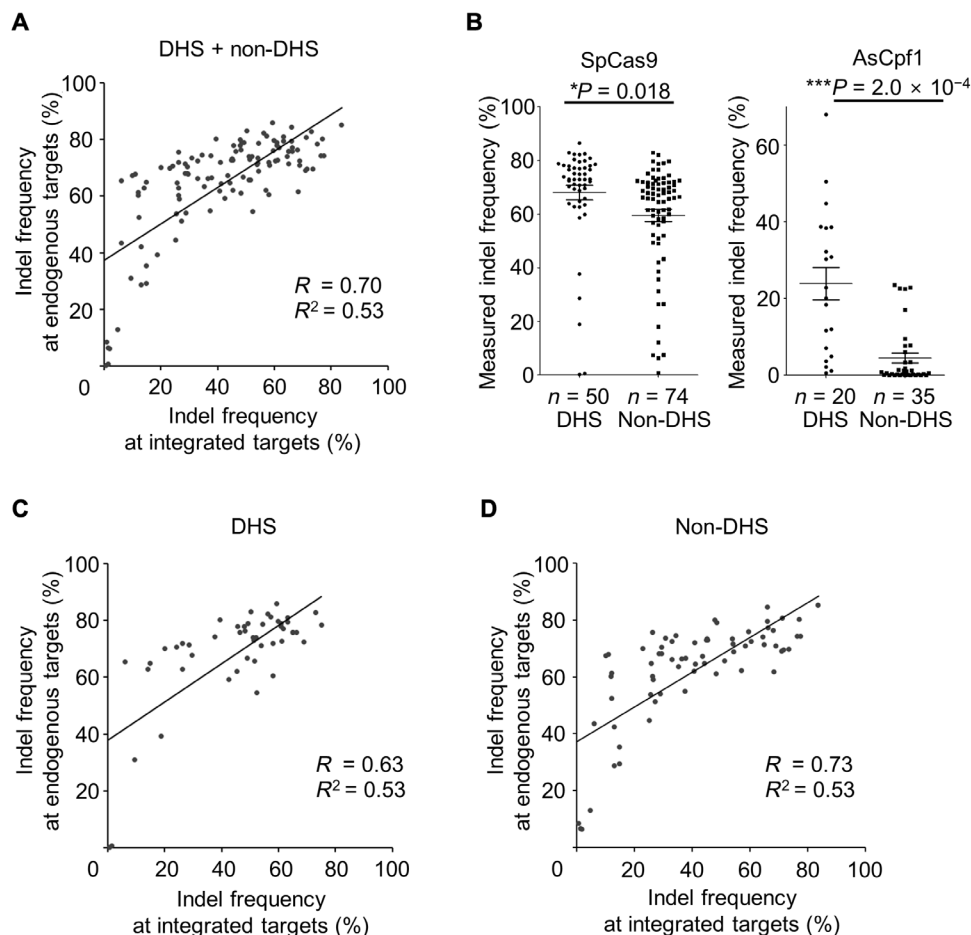 A
DHS + non-DHS
Indel frequency
at endogenous targets (%)
100
80
60
40
20
0
20
40
60
80
100
R = 0.70
R² = 0.53
Indel frequency
at integrated targets (%)
B
SpCas9
*P = 0.018
Measured indel frequency (%)
100
80
60
40
20
0
n = 50
DHS
n = 74
Non-DHS
AsCpf1
***P = 2.0 × 10⁻⁴
Measured indel frequency (%)
60
40
20
0
n = 20
DHS
n = 35
Non-DHS
C
DHS
Indel frequency
at endogenous targets (%)
100
80
60
40
20
0
20
40
60
80
100
R = 0.63
R² = 0.53
Indel frequency
at integrated targets (%)
D
Non-DHS
Indel frequency
at endogenous targets (%)
100
80
60
40
20
0
20
40
60
80
100
R = 0.73
R² = 0.53
Indel frequency
at integrated targets (%)